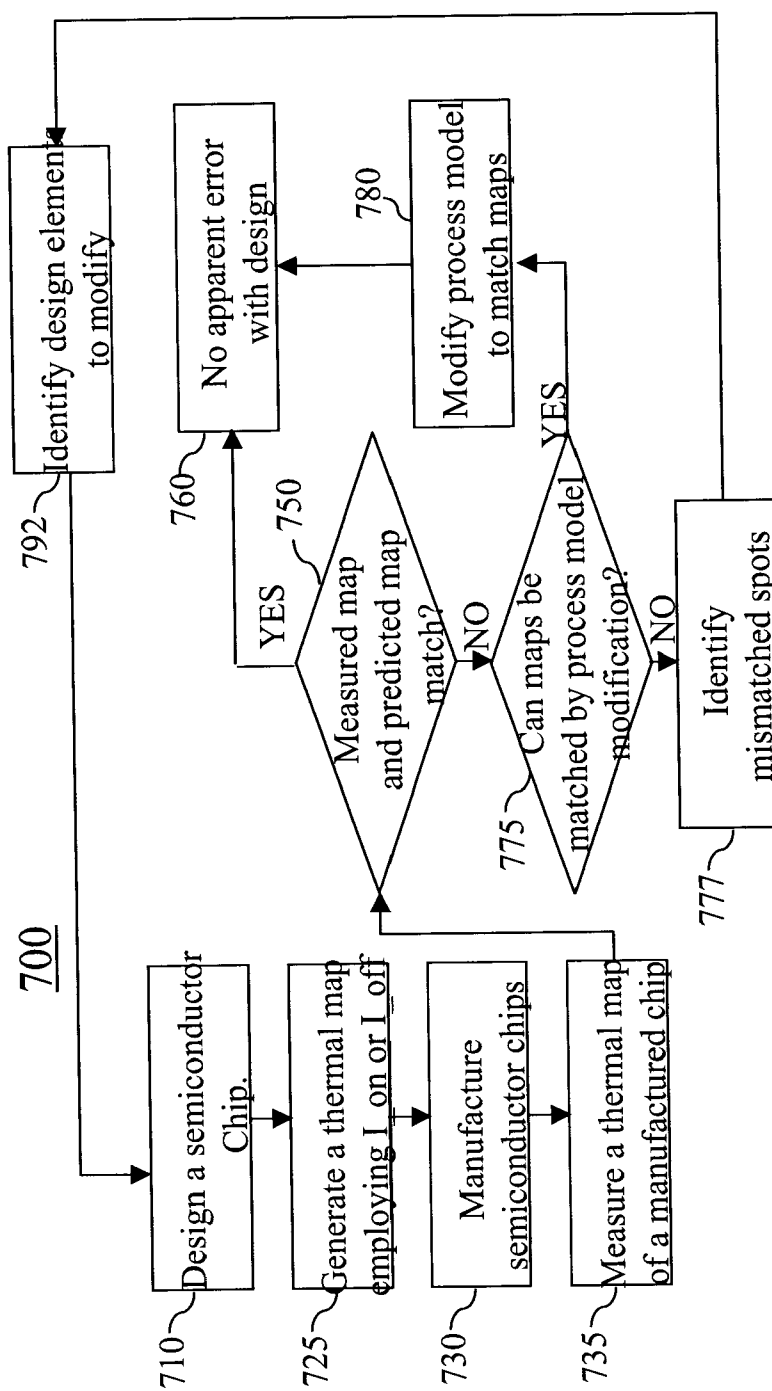 700
710
Design a semiconductor
Chip.
725
Generate a thermal map
employing I_on or I_off
730
Manufacture
semiconductor chips
735
Measure a thermal map
of a manufactured chip
750
Measured map
and predicted map
match?
YES
NO
760
No apparent error
with design
775
Can maps be
matched by process model
modification?
YES
NO
780
Modify process model
to match maps
777
Identify
mismatched spots
792
Identify design elements
to modify